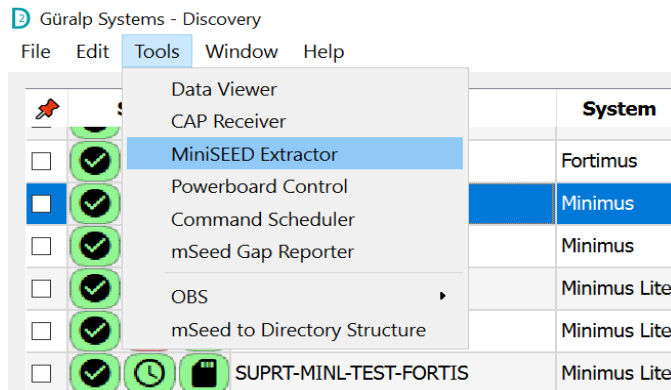 Güralp Systems - Discovery
File Edit Tools Window Help
Data Viewer
System
CAP Receiver
MiniSEED Extractor
Fortimus
Powerboard Control
Minimus
Command Scheduler
mSeed Gap Reporter
Minimus
OBS
Minimus Lite
mSeed to Directory Structure
Minimus Lite
SUPRT-MINL-TEST-FORTIS
Minimus Lite